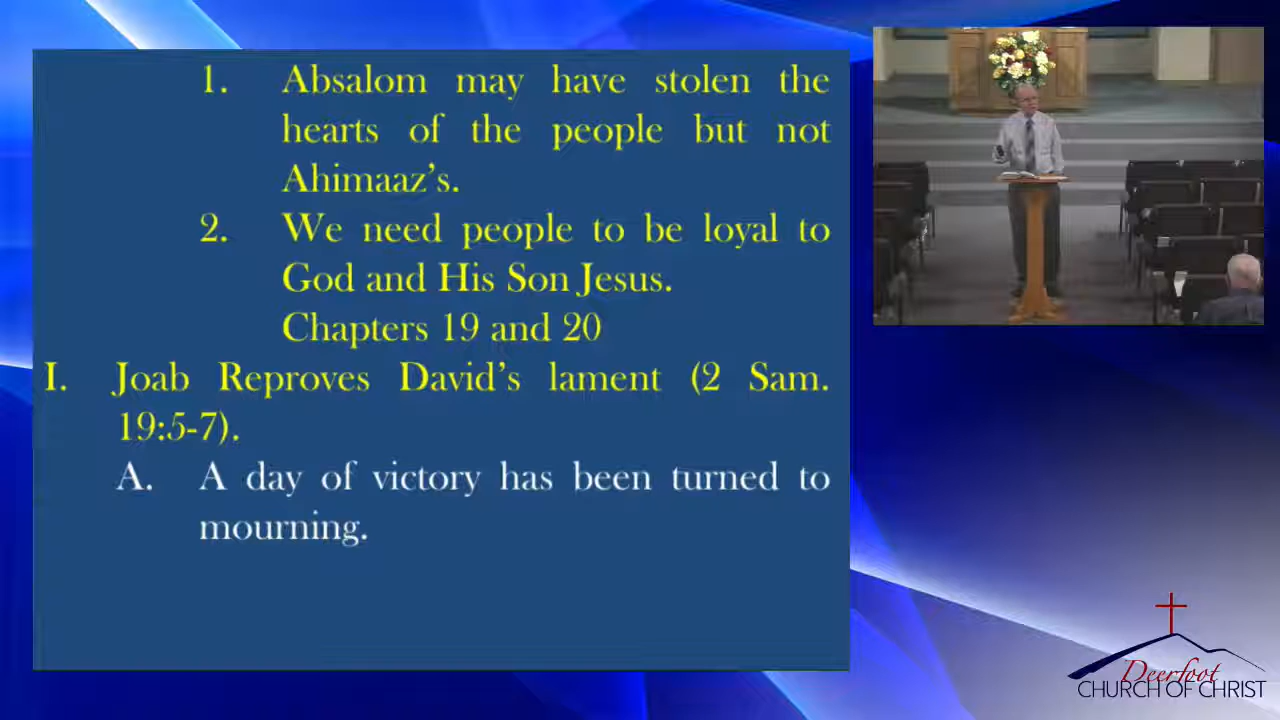 1. Absalom may have stolen the
hearts of the people but not
Ahimaaz's.
2. We need people to be loyal to
God and His Son Jesus.
Chapters 19 and 20
I. Joab Reproves David's lament (2 Sam.
19:5-7).
A. A day of victory has been turned to
mourning.
Deerfoot
CHURCH OF CHRIST